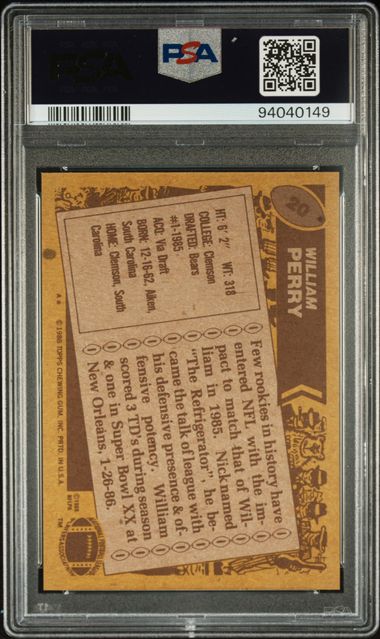 PSA
94040149
20
WILLIAM
PERRY
HT: 6' 2" WT: 318
COLLEGE: Clemson
DRAFTED: Bears
#1-1985
ACQ: Via Draft
BORN: 12-16-62, Aiken,
South Carolina
HOME: Clemson, South
Carolina
Few rookies in history have
entered NFL with the im-
pact to match that of Wil-
liam in 1985. Nicknamed
"The Refrigerator", he be-
came the talk of league with
his defensive presence & of-
fensive potency. William
scored 3 TD's during season
& one in Super Bowl XX at
New Orleans, 1-26-86.
A*
©1986 TOPPS CHEWING GUM, INC. PRTD. IN U.S.A.
©1986
NFLPA
TM